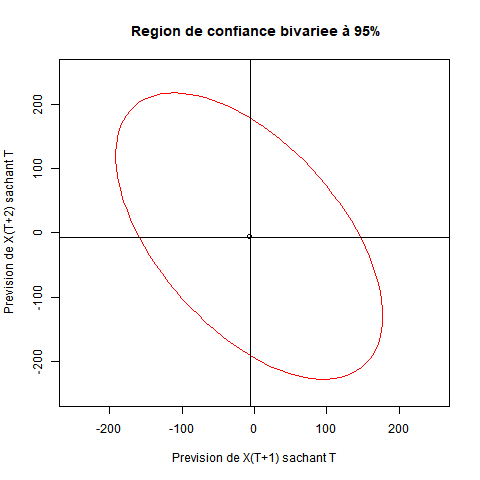 Region de confiance bivariee à 95%
Prevision de X(T+2) sachant T
200
100
0
-100
-200
-200 -100 0 100 200
Prevision de X(T+1) sachant T